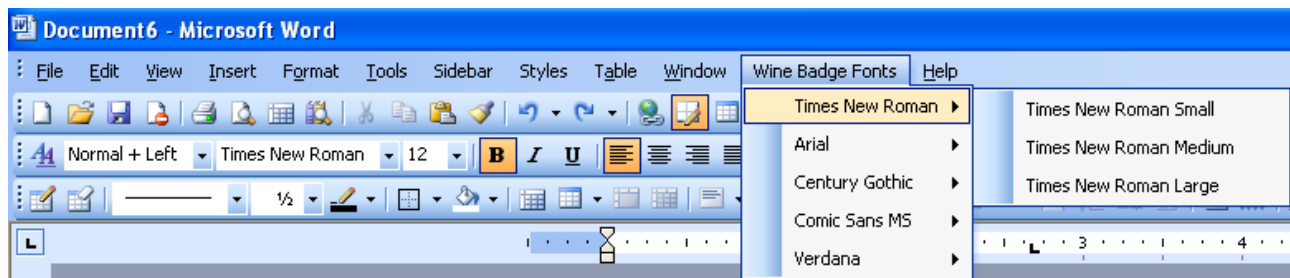 Document6 - Microsoft Word
File Edit View Insert Format Tools Sidebar Styles Table Window Wine Badge Fonts Help
Times New Roman Times New Roman Small
Normal + Left Times New Roman 12 B I U Arial Times New Roman Medium
Century Gothic Times New Roman Large
½ Comic Sans MS
L 3 4
Verdana